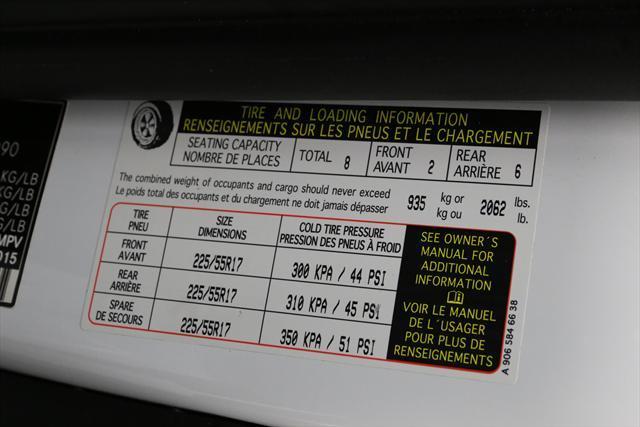 90
KG/LB
KG/LB
G/LB
G/LB
MPV
015
TIRE AND LOADING INFORMATION
RENSEIGNEMENTS SUR LES PNEUS ET LE CHARGEMENT
SEATING CAPACITY
NOMBRE DE PLACES
TOTAL 8
FRONT
AVANT 2
REAR
ARRIÈRE 6
The combined weight of occupants and cargo should never exceed
Le poids total des occupants et du chargement ne doit jamais dépasser
935 kg or
kg ou
2062 lbs.
lb.
TIRE
PNEU
SIZE
DIMENSIONS
COLD TIRE PRESSURE
PRESSION DES PNEUS À FROID
FRONT
AVANT
225/55R17
300 KPA / 44 PSI
REAR
ARRIÈRE
225/55R17
310 KPA / 45 PSI
SPARE
DE SECOURS
225/55R17
350 KPA / 51 PSI
SEE OWNER´S
MANUAL FOR
ADDITIONAL
INFORMATION
VOIR LE MANUEL
DE L´USAGER
POUR PLUS DE
RENSEIGNEMENTS
A 906 584 66 38